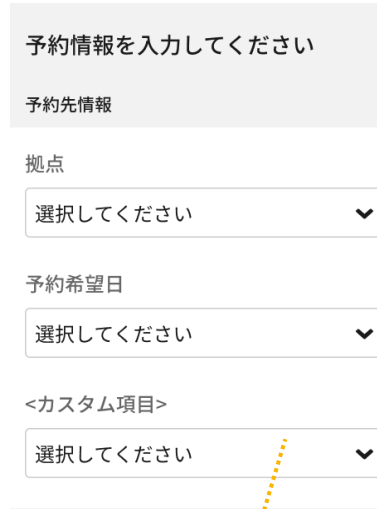 予約情報を入力してください
予約先情報
拠点
選択してください
予約希望日
選択してください
<カスタム項目>
選択してください